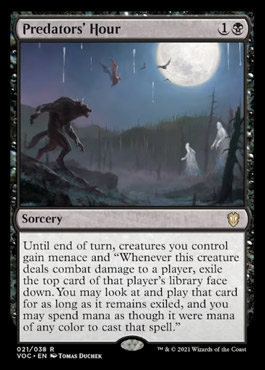 Predators' Hour 1
Sorcery
Until end of turn, creatures you control
gain menace and “Whenever this creature
deals combat damage to a player, exile
the top card of that player's library face
down. You may look at and play that card
for as long as it remains exiled, and you
may spend mana as though it were mana
of any color to cast that spell.”
021/038 R
VOC • EN Tomas Duchek
™ & © 2021 Wizards of the Coast